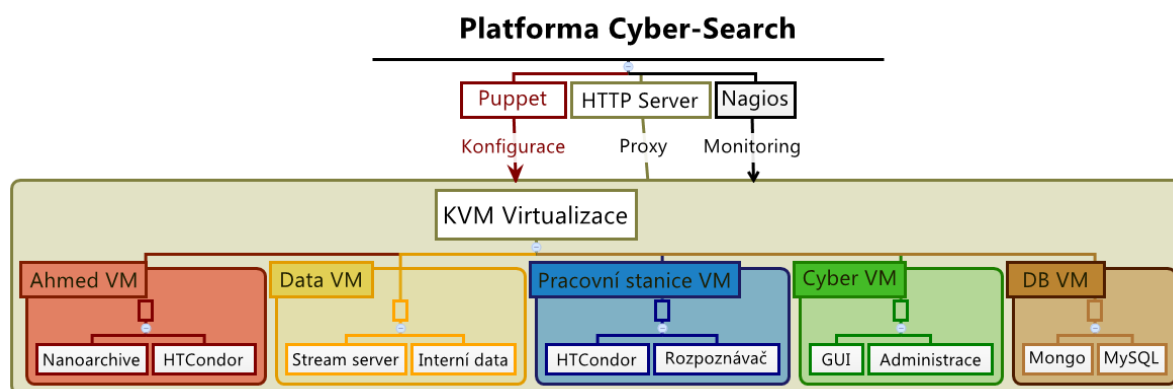 Platforma Cyber-Search
Puppet
HTTP Server
Nagios
Konfigurace
Proxy
Monitoring
KVM Virtualizace
Ahmed VM
Data VM
Pracovní stanice VM
Cyber VM
DB VM
Nanoarchive
HTCondor
Stream server
Interní data
HTCondor
Rozpoznávač
GUI
Administrace
Mongo
MySQL